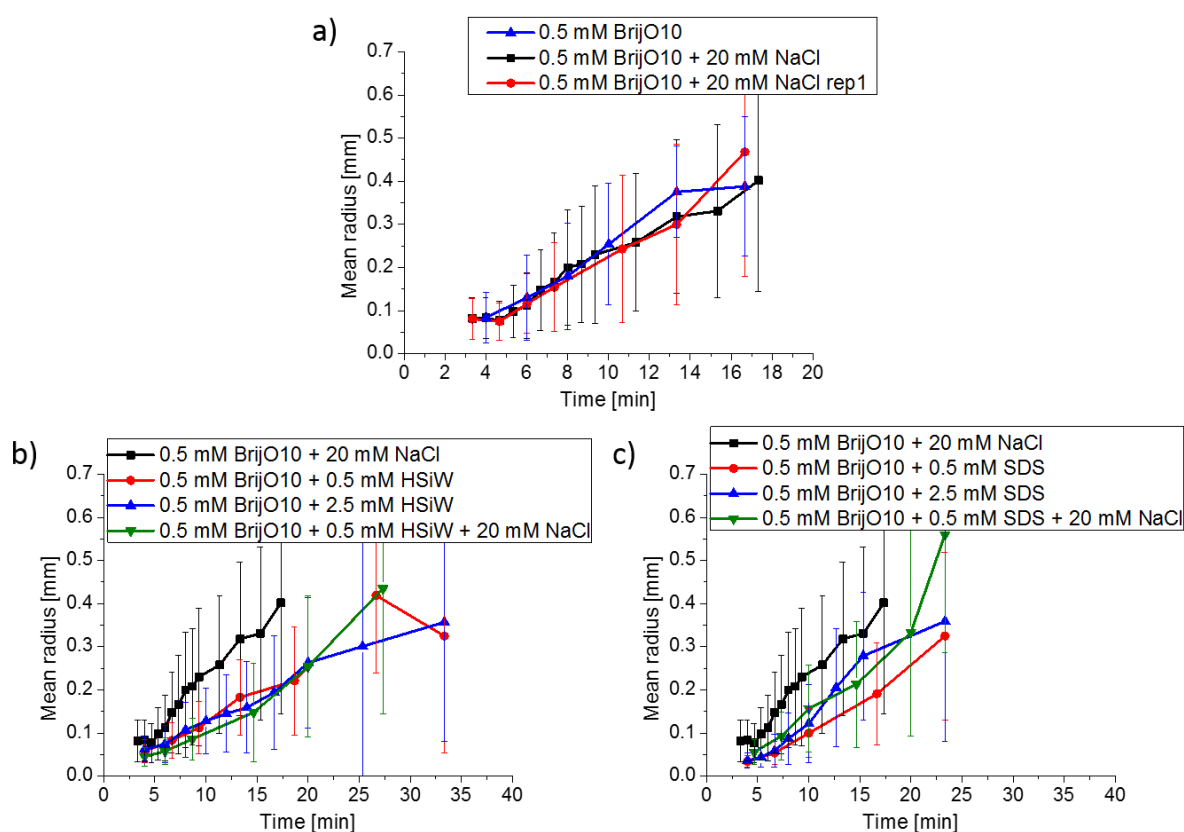 a)
0.5 mM BrijO10
0.5 mM BrijO10 + 20 mM NaCl
0.5 mM BrijO10 + 20 mM NaCl rep1
0.7
0.6
0.5
0.4
0.3
0.2
0.1
0.0
Mean radius [mm]
0 2 4 6 8 10 12 14 16 18 20
Time [min]
b)
0.5 mM BrijO10 + 20 mM NaCl
0.5 mM BrijO10 + 0.5 mM HSiW
0.5 mM BrijO10 + 2.5 mM HSiW
0.5 mM BrijO10 + 0.5 mM HSiW + 20 mM NaCl
0.7
0.6
0.5
0.4
0.3
0.2
0.1
0.0
Mean radius [mm]
0 5 10 15 20 25 30 35 40
Time [min]
c)
0.5 mM BrijO10 + 20 mM NaCl
0.5 mM BrijO10 + 0.5 mM SDS
0.5 mM BrijO10 + 2.5 mM SDS
0.5 mM BrijO10 + 0.5 mM SDS + 20 mM NaCl
0.7
0.6
0.5
0.4
0.3
0.2
0.1
0.0
Mean radius [mm]
0 5 10 15 20 25 30 35 40
Time [min]